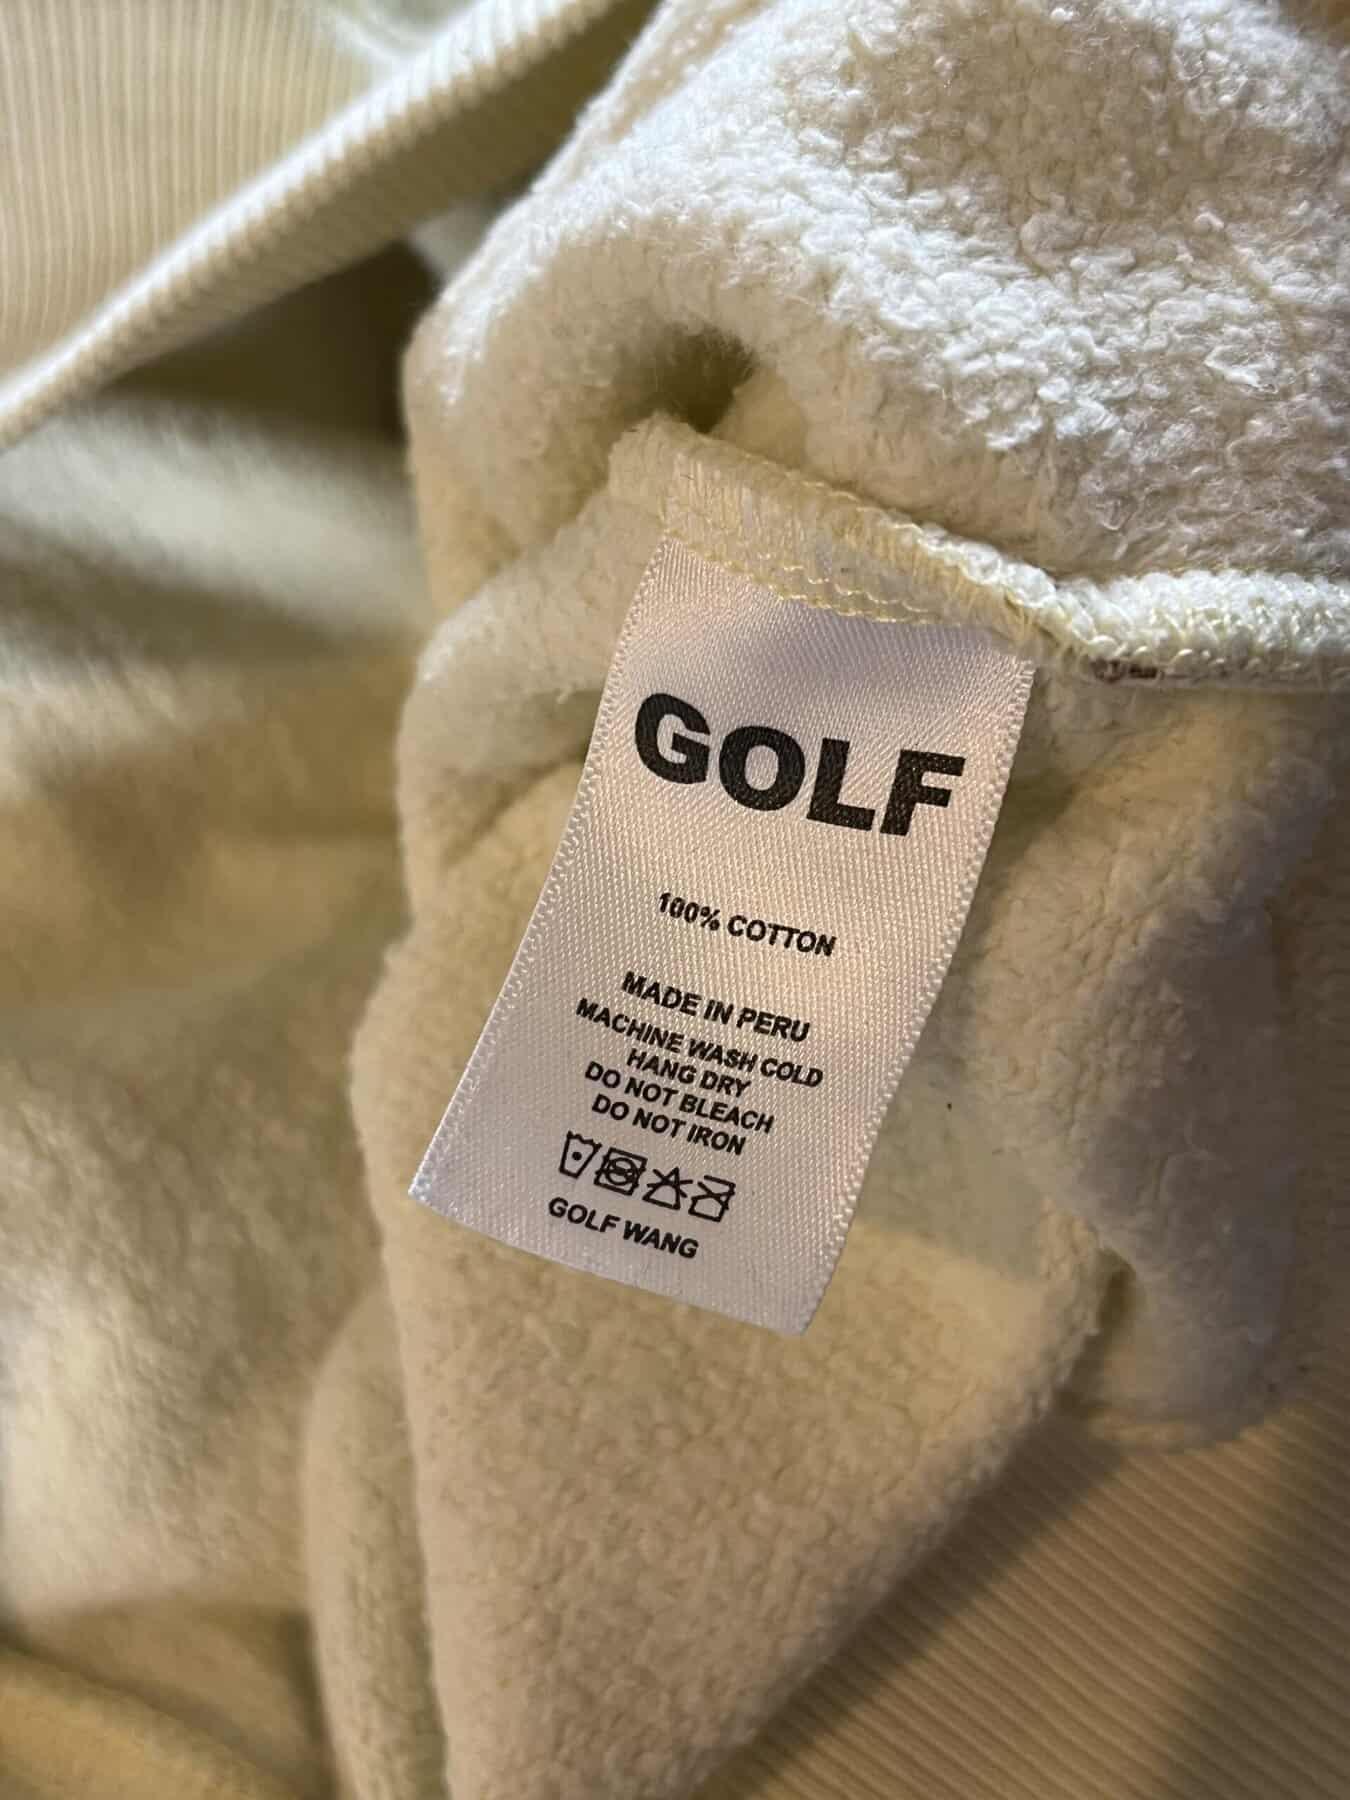 GOLF
100% COTTON
MADE IN PERU
MACHINE WASH COLD
HANG DRY
DO NOT BLEACH
DO NOT IRON
GOLF WANG